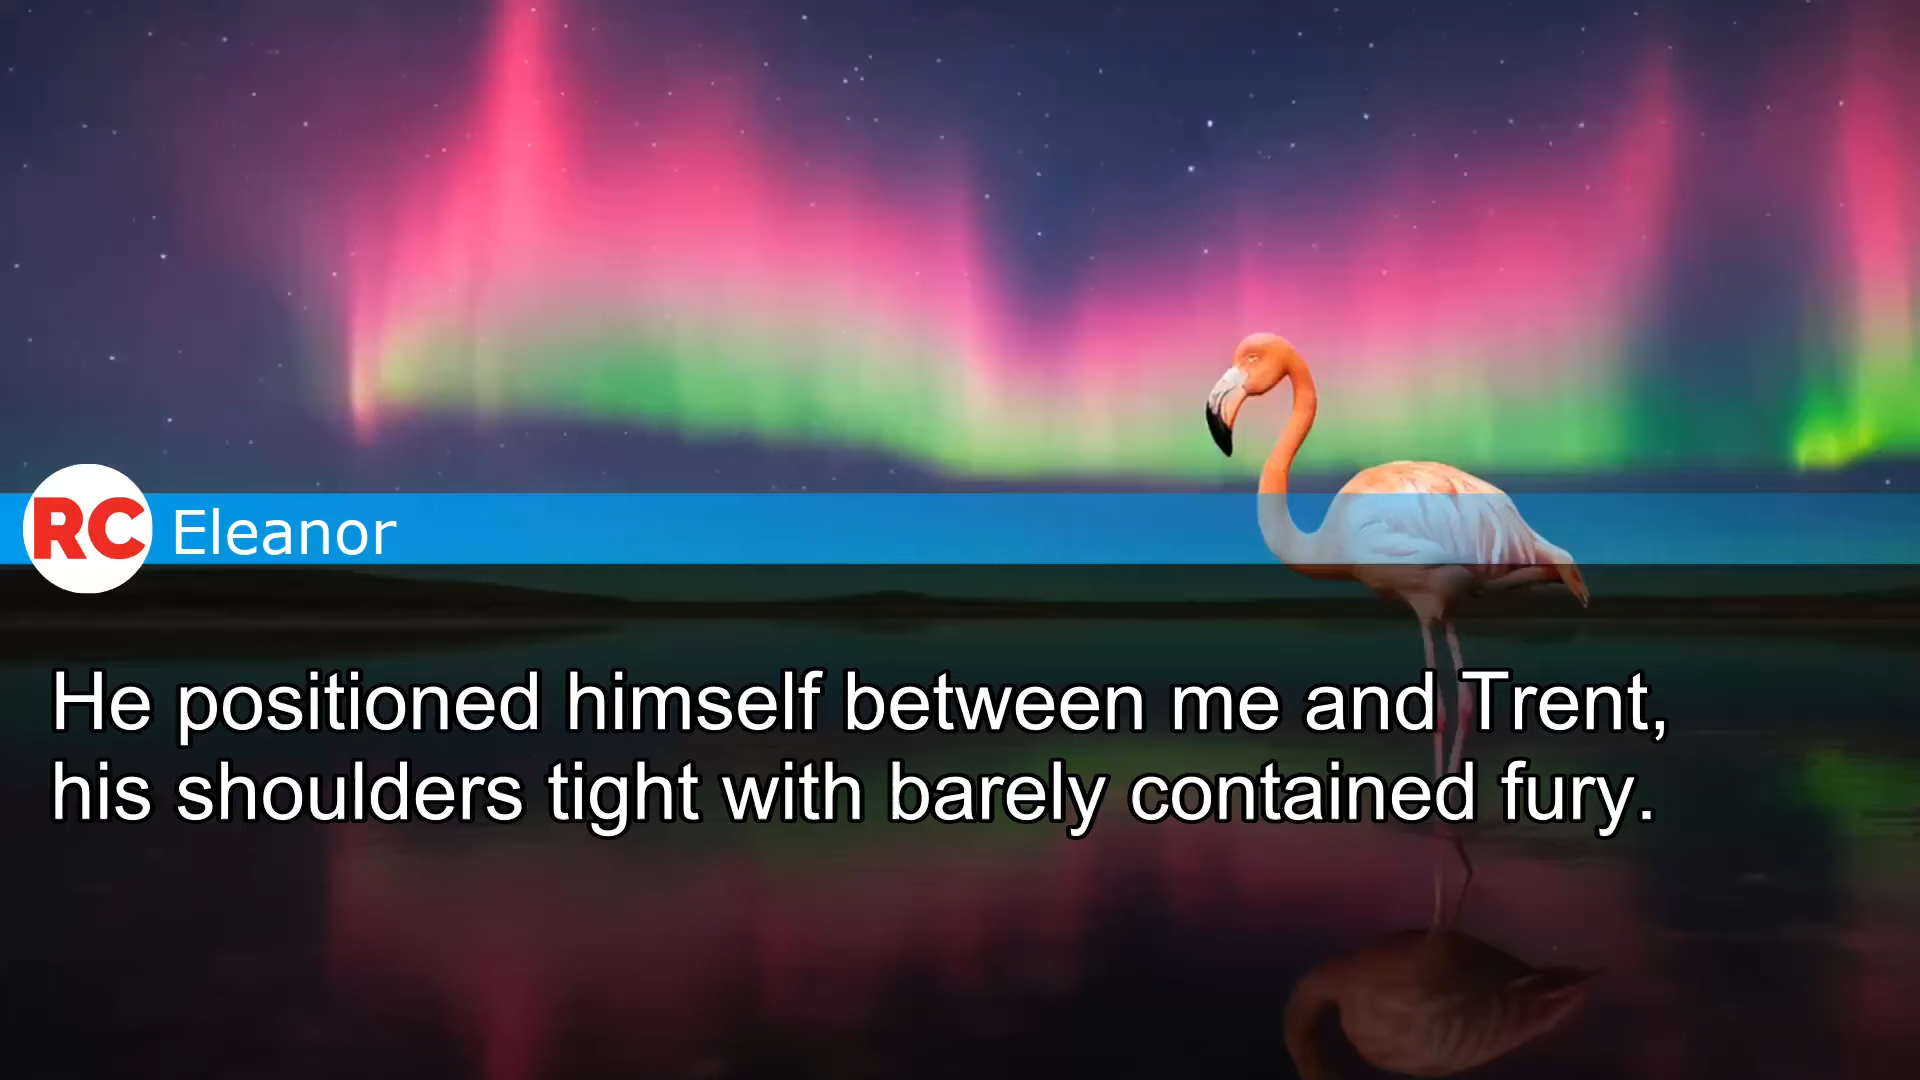 RC Eleanor
He positioned himself between me and Trent,
his shoulders tight with barely contained fury.